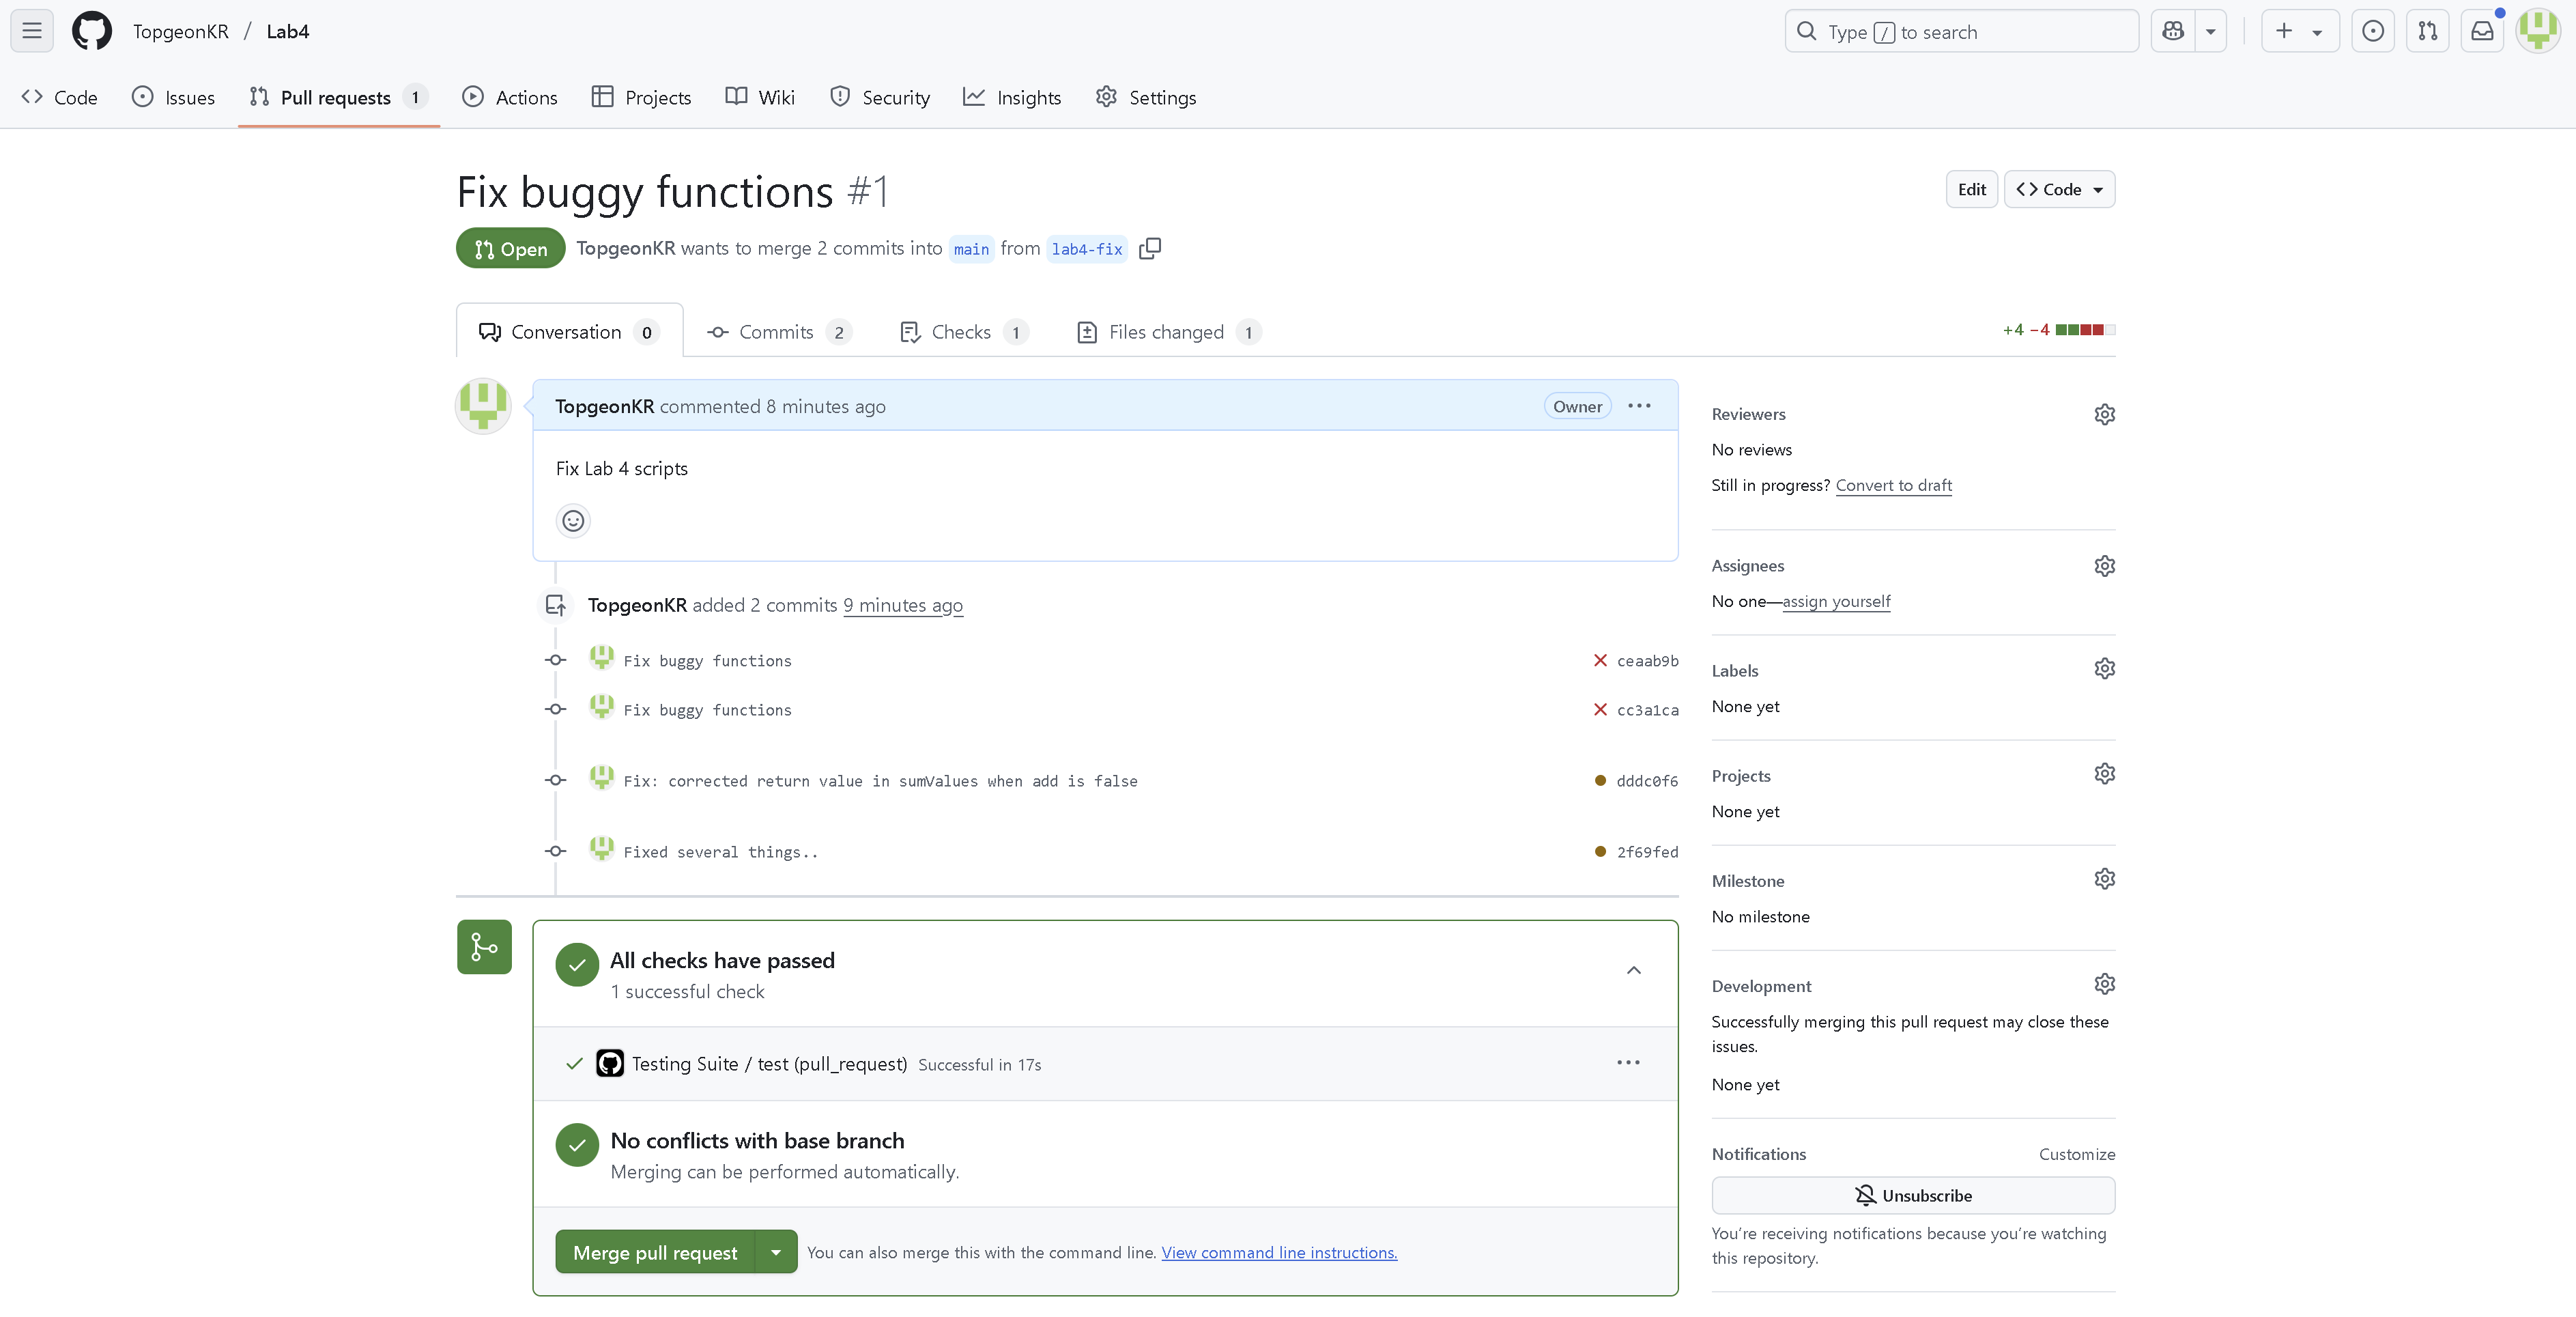 TopgeonKR / Lab4
Type / to search
Code
Issues
Pull requests 1
Actions
Projects
Wiki
Security
Insights
Settings
Fix buggy functions #1
Edit
Code
Open
TopgeonKR wants to merge 2 commits into main from lab4-fix
Conversation 0
Commits 2
Checks 1
Files changed 1
+4 −4
TopgeonKR commented 8 minutes ago
Owner
Fix Lab 4 scripts
TopgeonKR added 2 commits 9 minutes ago
Fix buggy functions
ceaab9b
Fix buggy functions
cc3a1ca
Fix: corrected return value in sumValues when add is false
dddc0f6
Fixed several things..
2f69fed
All checks have passed
1 successful check
Testing Suite / test (pull_request) Successful in 17s
No conflicts with base branch
Merging can be performed automatically.
Merge pull request
You can also merge this with the command line. View command line instructions.
Reviewers
No reviews
Still in progress? Convert to draft
Assignees
No one—assign yourself
Labels
None yet
Projects
None yet
Milestone
No milestone
Development
Successfully merging this pull request may close these
issues.
None yet
Notifications
Customize
Unsubscribe
You’re receiving notifications because you’re watching
this repository.